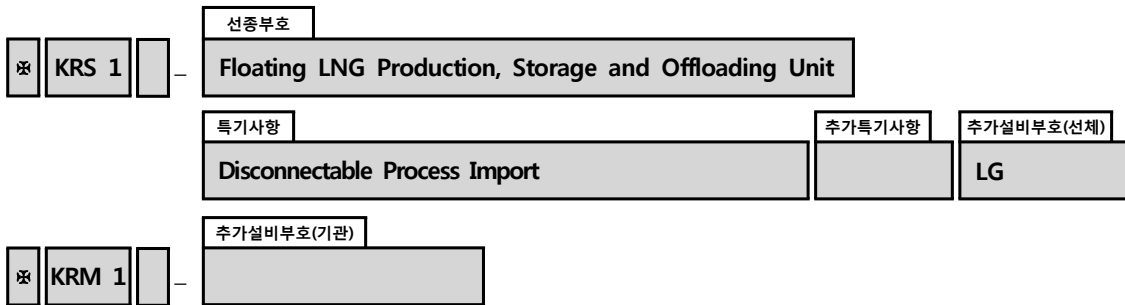 선종부호
✠ KRS 1 – Floating LNG Production, Storage and Offloading Unit
특기사항 추가특기사항 추가설비부호(선체)
Disconnectable Process Import LG
추가설비부호(기관)
✠ KRM 1 –